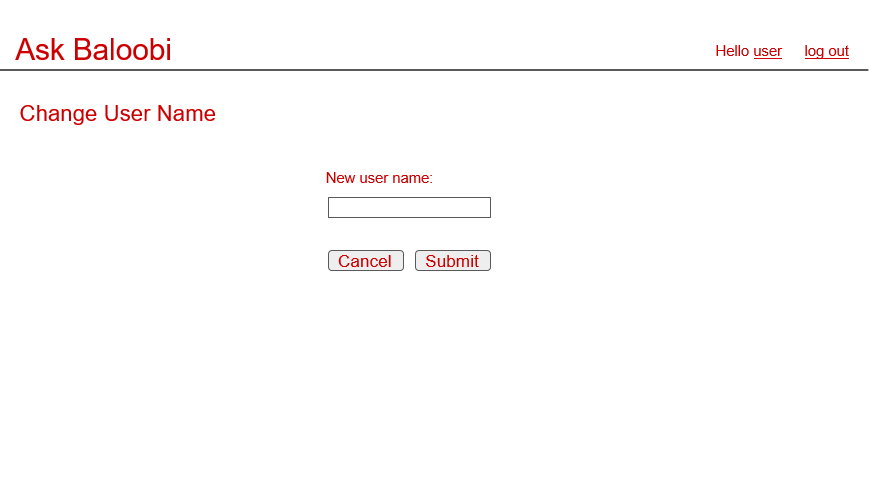 Ask Baloobi
Hello user log out
Change User Name
New user name:
Cancel Submit